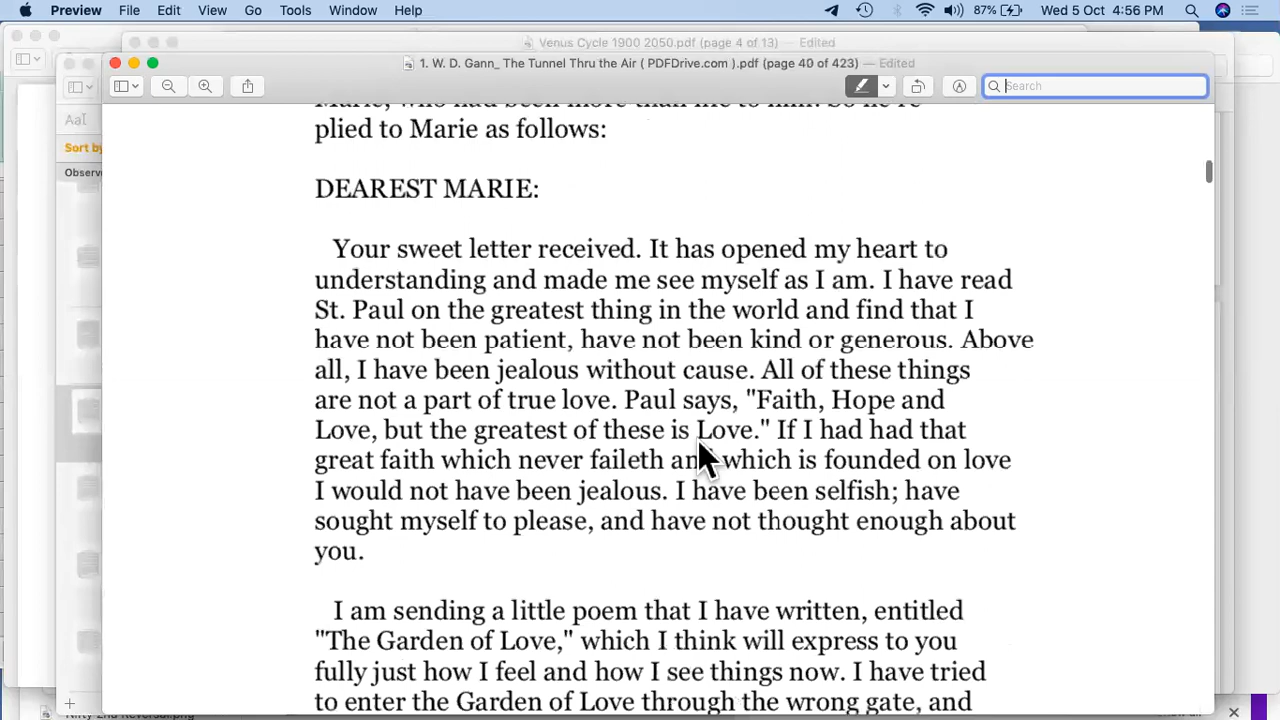 Preview File Edit View Go Tools Window Help 87% Wed 5 Oct 4:56 PM
Venus Cycle 1900 2050.pdf (page 4 of 13) Edited
1. W. D. Gann_ The Tunnel Thru the Air ( PDFDrive.com ).pdf (page 40 of 423) — Edited
Search
Sort by
Observe
plied to Marie as follows:
DEAREST MARIE:
Your sweet letter received. It has opened my heart to
understanding and made me see myself as I am. I have read
St. Paul on the greatest thing in the world and find that I
have not been patient, have not been kind or generous. Above
all, I have been jealous without cause. All of these things
are not a part of true love. Paul says, "Faith, Hope and
Love, but the greatest of these is Love." If I had had that
great faith which never faileth and which is founded on love
I would not have been jealous. I have been selfish; have
sought myself to please, and have not thought enough about
you.
I am sending a little poem that I have written, entitled
"The Garden of Love," which I think will express to you
fully just how I feel and how I see things now. I have tried
to enter the Garden of Love through the wrong gate, and